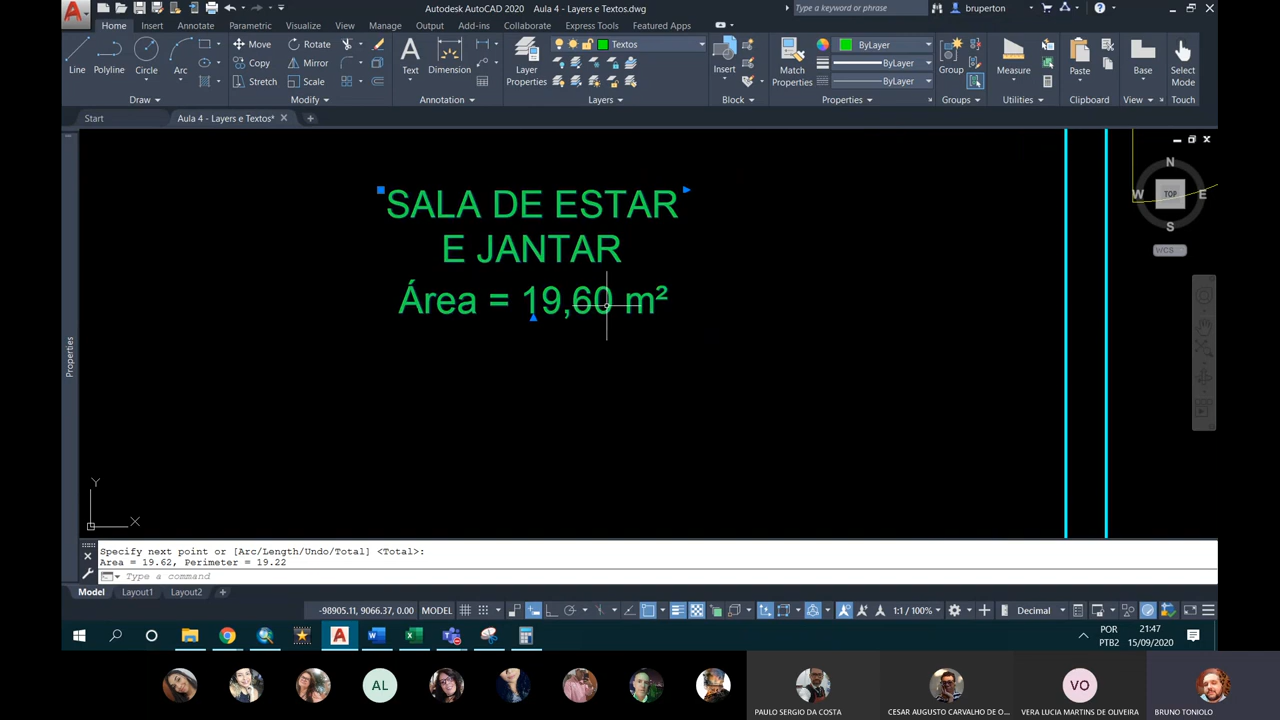 Autodesk AutoCAD 2020 Aula 4 - Layers e Textos.dwg
Type a keyword or phrase
bruperton
Home Insert Annotate Parametric Visualize View Manage Output Add-ins Collaborate Express Tools Featured Apps
Line Polyline Circle Arc
Move Rotate
Copy Mirror
Stretch Scale
Text Dimension
Layer Properties
Textos
Insert
Match Properties
ByLayer
ByLayer
ByLayer
Group
Measure
Paste
Base
Select Mode
Draw Modify Annotation Layers Block Properties Groups Utilities Clipboard View Touch
Start Aula 4 - Layers e Textos*
N
W TOP E
S
WCS
SALA DE ESTAR
E JANTAR
Área = 19,60 m²
Properties
Y
X
Specify next point or [Arc/Length/Undo/Total] <Total>:
Area = 19.62, Perimeter = 19.22
Type a command
Model Layout1 Layout2
-98905.11, 9066.37, 0.00 MODEL 1:1 / 100% Decimal
POR 21:47
PTB2 15/09/2020
AL
VO
PAULO SERGIO DA COSTA
CESAR AUGUSTO CARVALHO DE O...
VERA LUCIA MARTINS DE OLIVEIRA
BRUNO TONIOLO